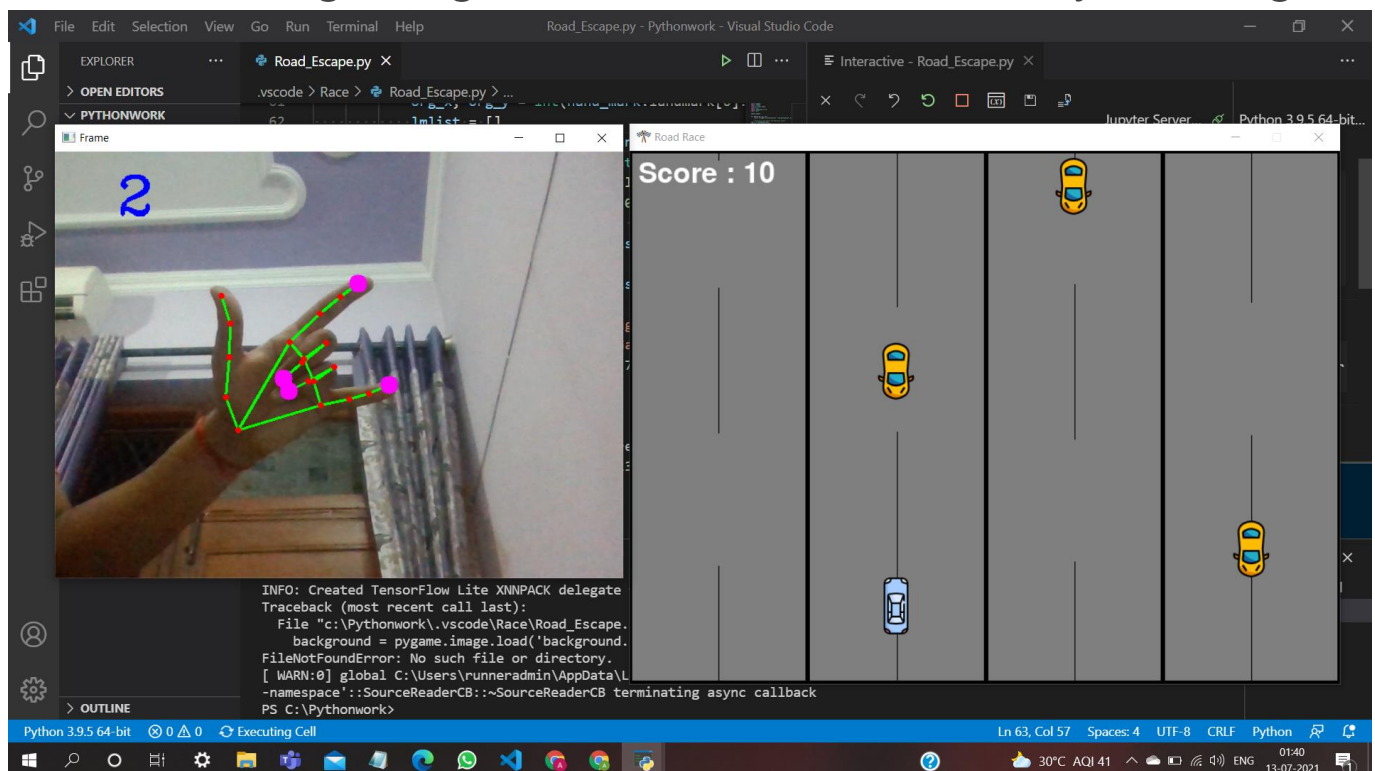 File Edit Selection View Go Run Terminal Help
Road_Escape.py - Pythonwork - Visual Studio Code
EXPLORER
Road_Escape.py
Interactive - Road_Escape.py
> OPEN EDITORS
.vscode > Race > Road_Escape.py > ...
PYTHONWORK
62 lmlist = []
Jupyter Server... Python 3.9.5 64-bit...
Frame
Road Race
2
Score : 10
INFO: Created TensorFlow Lite XNNPACK delegate
Traceback (most recent call last):
File "c:\Pythonwork\.vscode\Race\Road_Escape.
background = pygame.image.load('background.
FileNotFoundError: No such file or directory.
[ WARN:0] global C:\Users\runneradmin\AppData\L
-namespace'::SourceReaderCB::~SourceReaderCB terminating async callback
PS C:\Pythonwork>
> OUTLINE
Python 3.9.5 64-bit 0 0 Executing Cell
Ln 63, Col 57 Spaces: 4 UTF-8 CRLF Python
30°C AQI 41 ENG
01:40
13-07-2021